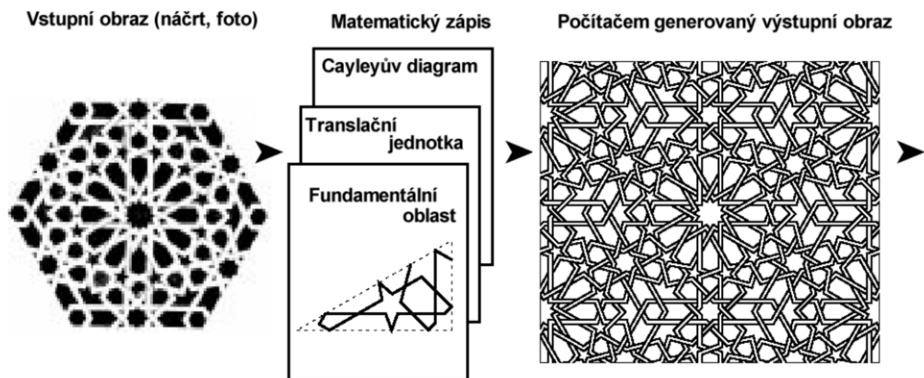 Vstupní obraz (náčrt, foto)
Matematický zápis
Počítačem generovaný výstupní obraz
Cayleyův diagram
Translační
jednotka
Fundamentální
oblast